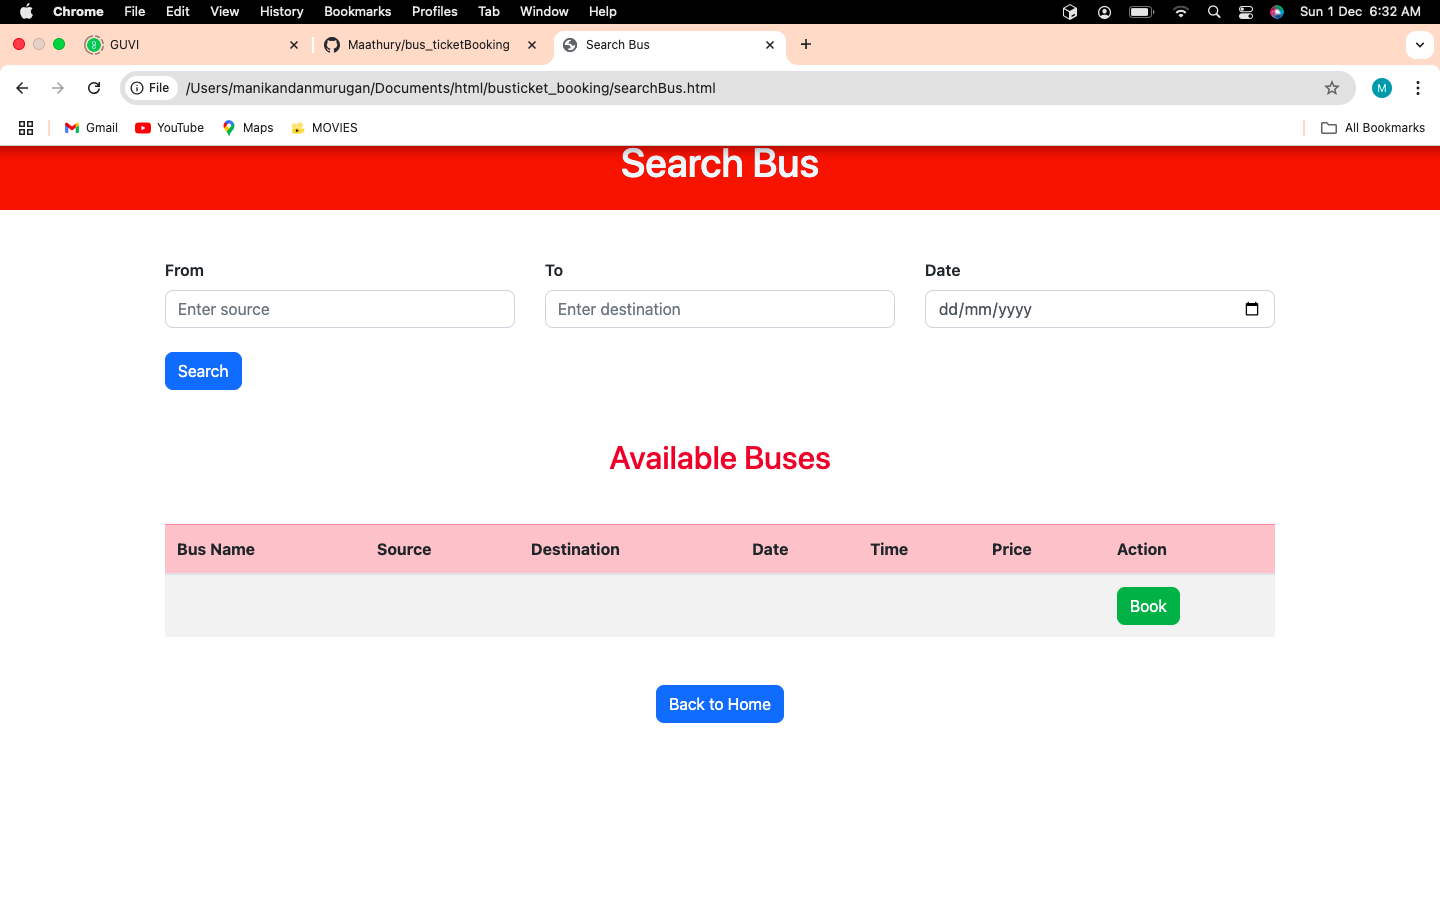 Chrome File Edit View History Bookmarks Profiles Tab Window Help Sun 1 Dec 6:32 AM
GUVI Maathury/bus_ticketBooking Search Bus
File /Users/manikandanmurugan/Documents/html/busticket_booking/searchBus.html M
Gmail YouTube Maps MOVIES All Bookmarks
Search Bus
From To Date
Enter source Enter destination dd/mm/yyyy
Search
Available Buses
Bus Name Source Destination Date Time Price Action
Book
Back to Home